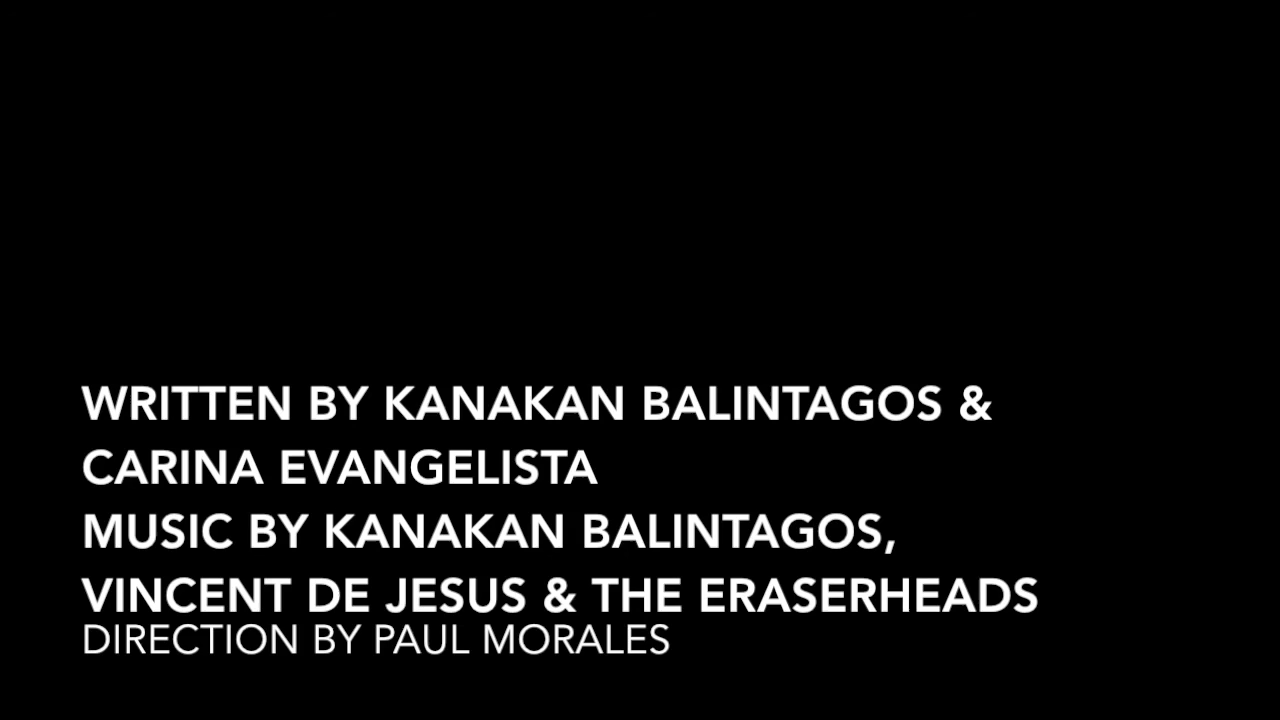 WRITTEN BY KANAKAN BALINTAGOS &
CARINA EVANGELISTA
MUSIC BY KANAKAN BALINTAGOS,
VINCENT DE JESUS & THE ERASERHEADS
DIRECTION BY PAUL MORALES